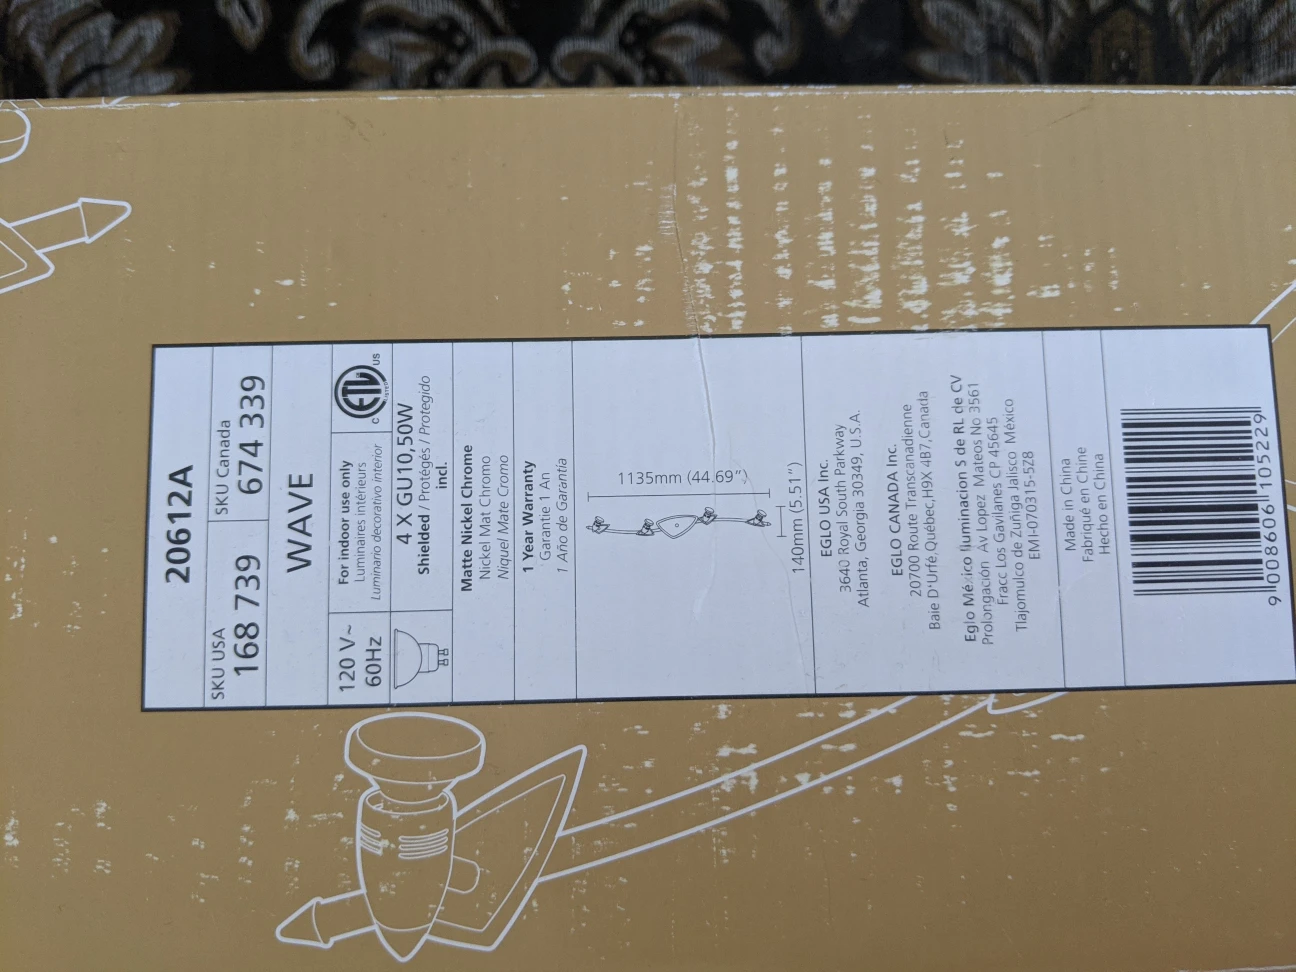 20612A
SKU USA
168 739
SKU Canada
674 339
WAVE
120 V~
60Hz
For indoor use only
Luminaires Intérieurs
Luminario decorativo interior
C ETL US
LISTED
4 X GU10,50W
Shielded / Protégés / Protegido
incl.
Matte Nickel Chrome
Nickel Mat Chromo
Niquel Mate Cromo
1 Year Warranty
Garantie 1 An
1 Año de Garantía
1135mm (44.69”)
140mm (5.51”)
EGLO USA Inc.
3640 Royal South Parkway
Atlanta, Georgia 30349, U.S.A.
EGLO CANADA Inc.
20700 Route Transcanadienne
Baie D'Urfé,Québec,H9X 4B7,Canada
Eglo México Iluminacion S de RL de CV
Prolongación Av Lopez Mateos No 3561
Fracc Los Gavilanes CP 45645
Tlajomulco de Zuñiga Jalisco México
EMI-070315-5Z8
Made in China
Fabriqué en Chine
Hecho en China
9 008606 105229